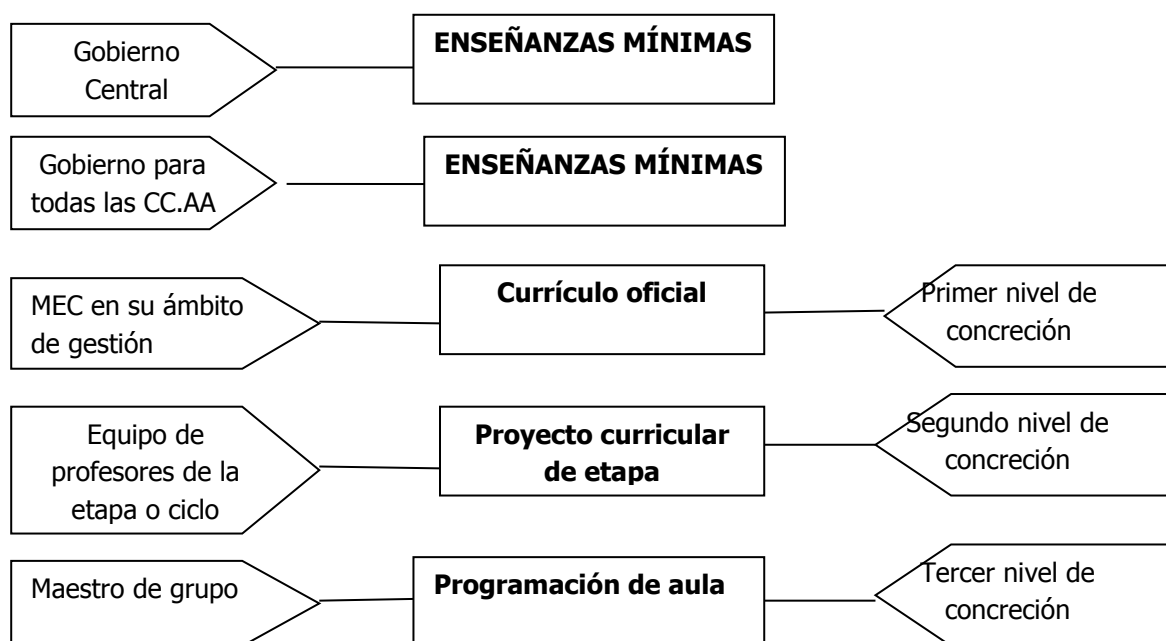 Gobierno
Central
ENSEÑANZAS MÍNIMAS
Gobierno para
todas las CC.AA
ENSEÑANZAS MÍNIMAS
MEC en su ámbito
de gestión
Currículo oficial
Primer nivel de
concreción
Equipo de
profesores de la
etapa o ciclo
Proyecto curricular
de etapa
Segundo nivel de
concreción
Maestro de grupo
Programación de aula
Tercer nivel de
concreción